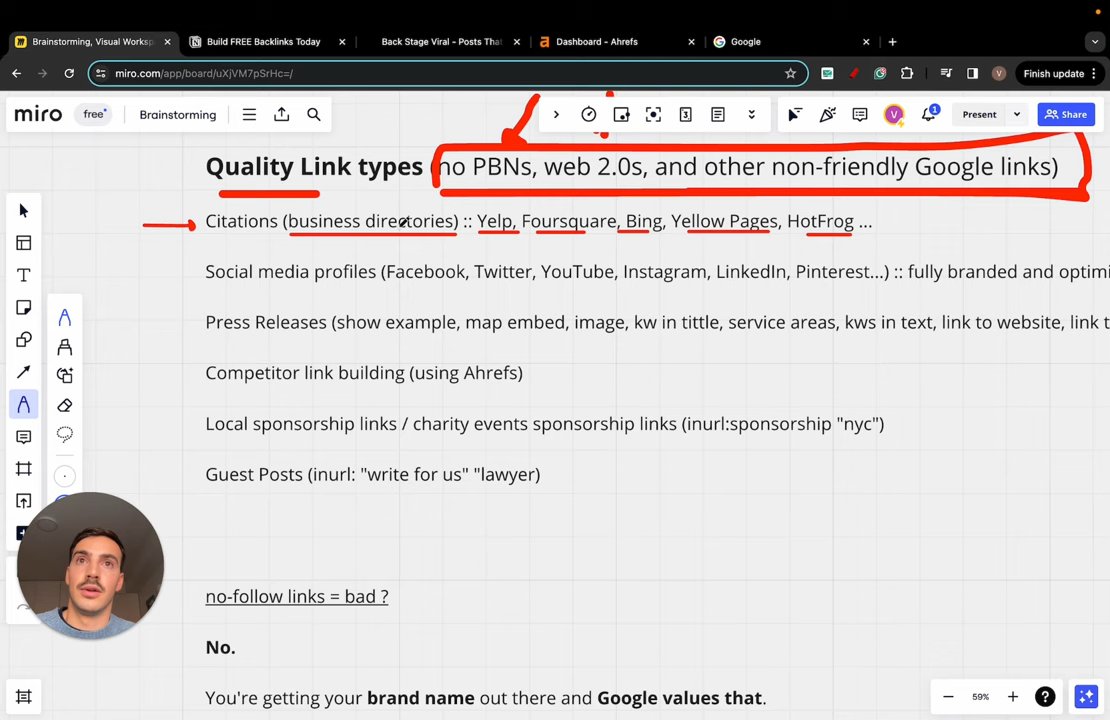 Brainstorming, Visual Worksp
Build FREE Backlinks Today
Back Stage Viral - Posts That
Dashboard - Ahrefs
Google
miro.com/app/board/uXjVM7pSrHc=/
V
Finish update
miro
free
Brainstorming
3
V
1
Present
Share
Quality Link types (no PBNs, web 2.0s, and other non-friendly Google links)
Citations (business directories) :: Yelp, Foursquare, Bing, Yellow Pages, HotFrog ...
Social media profiles (Facebook, Twitter, YouTube, Instagram, LinkedIn, Pinterest...) :: fully branded and optimi
Press Releases (show example, map embed, image, kw in tittle, service areas, kws in text, link to website, link t
Competitor link building (using Ahrefs)
Local sponsorship links / charity events sponsorship links (inurl:sponsorship "nyc")
Guest Posts (inurl: "write for us" "lawyer)
no-follow links = bad ?
No.
You're getting your brand name out there and Google values that.
59%